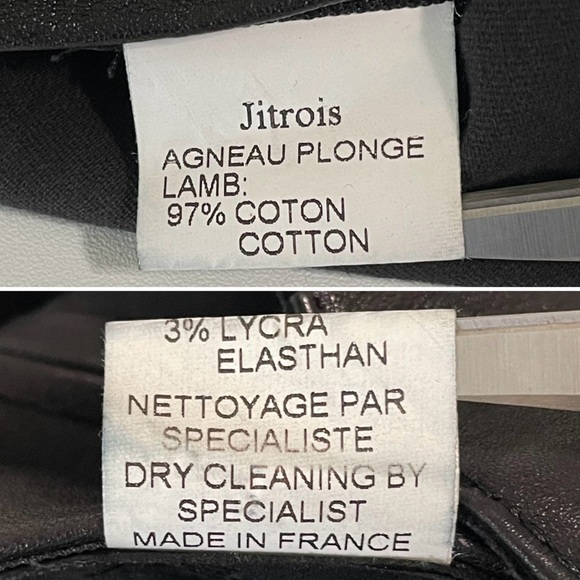 Jitrois
AGNEAU PLONGE
LAMB:
97% COTON
COTTON
3% LYCRA
ELASTHAN
NETTOYAGE PAR
SPECIALISTE
DRY CLEANING BY
SPECIALIST
MADE IN FRANCE